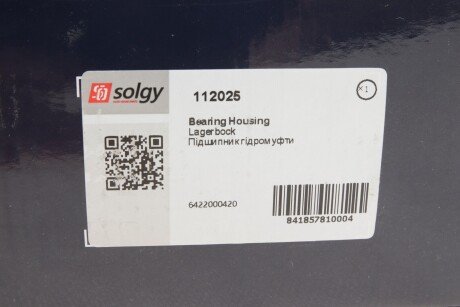 solgy
112025
x1
Bearing Housing
Lagerbock
Підшипник гідромуфти
6422000420
841857810004